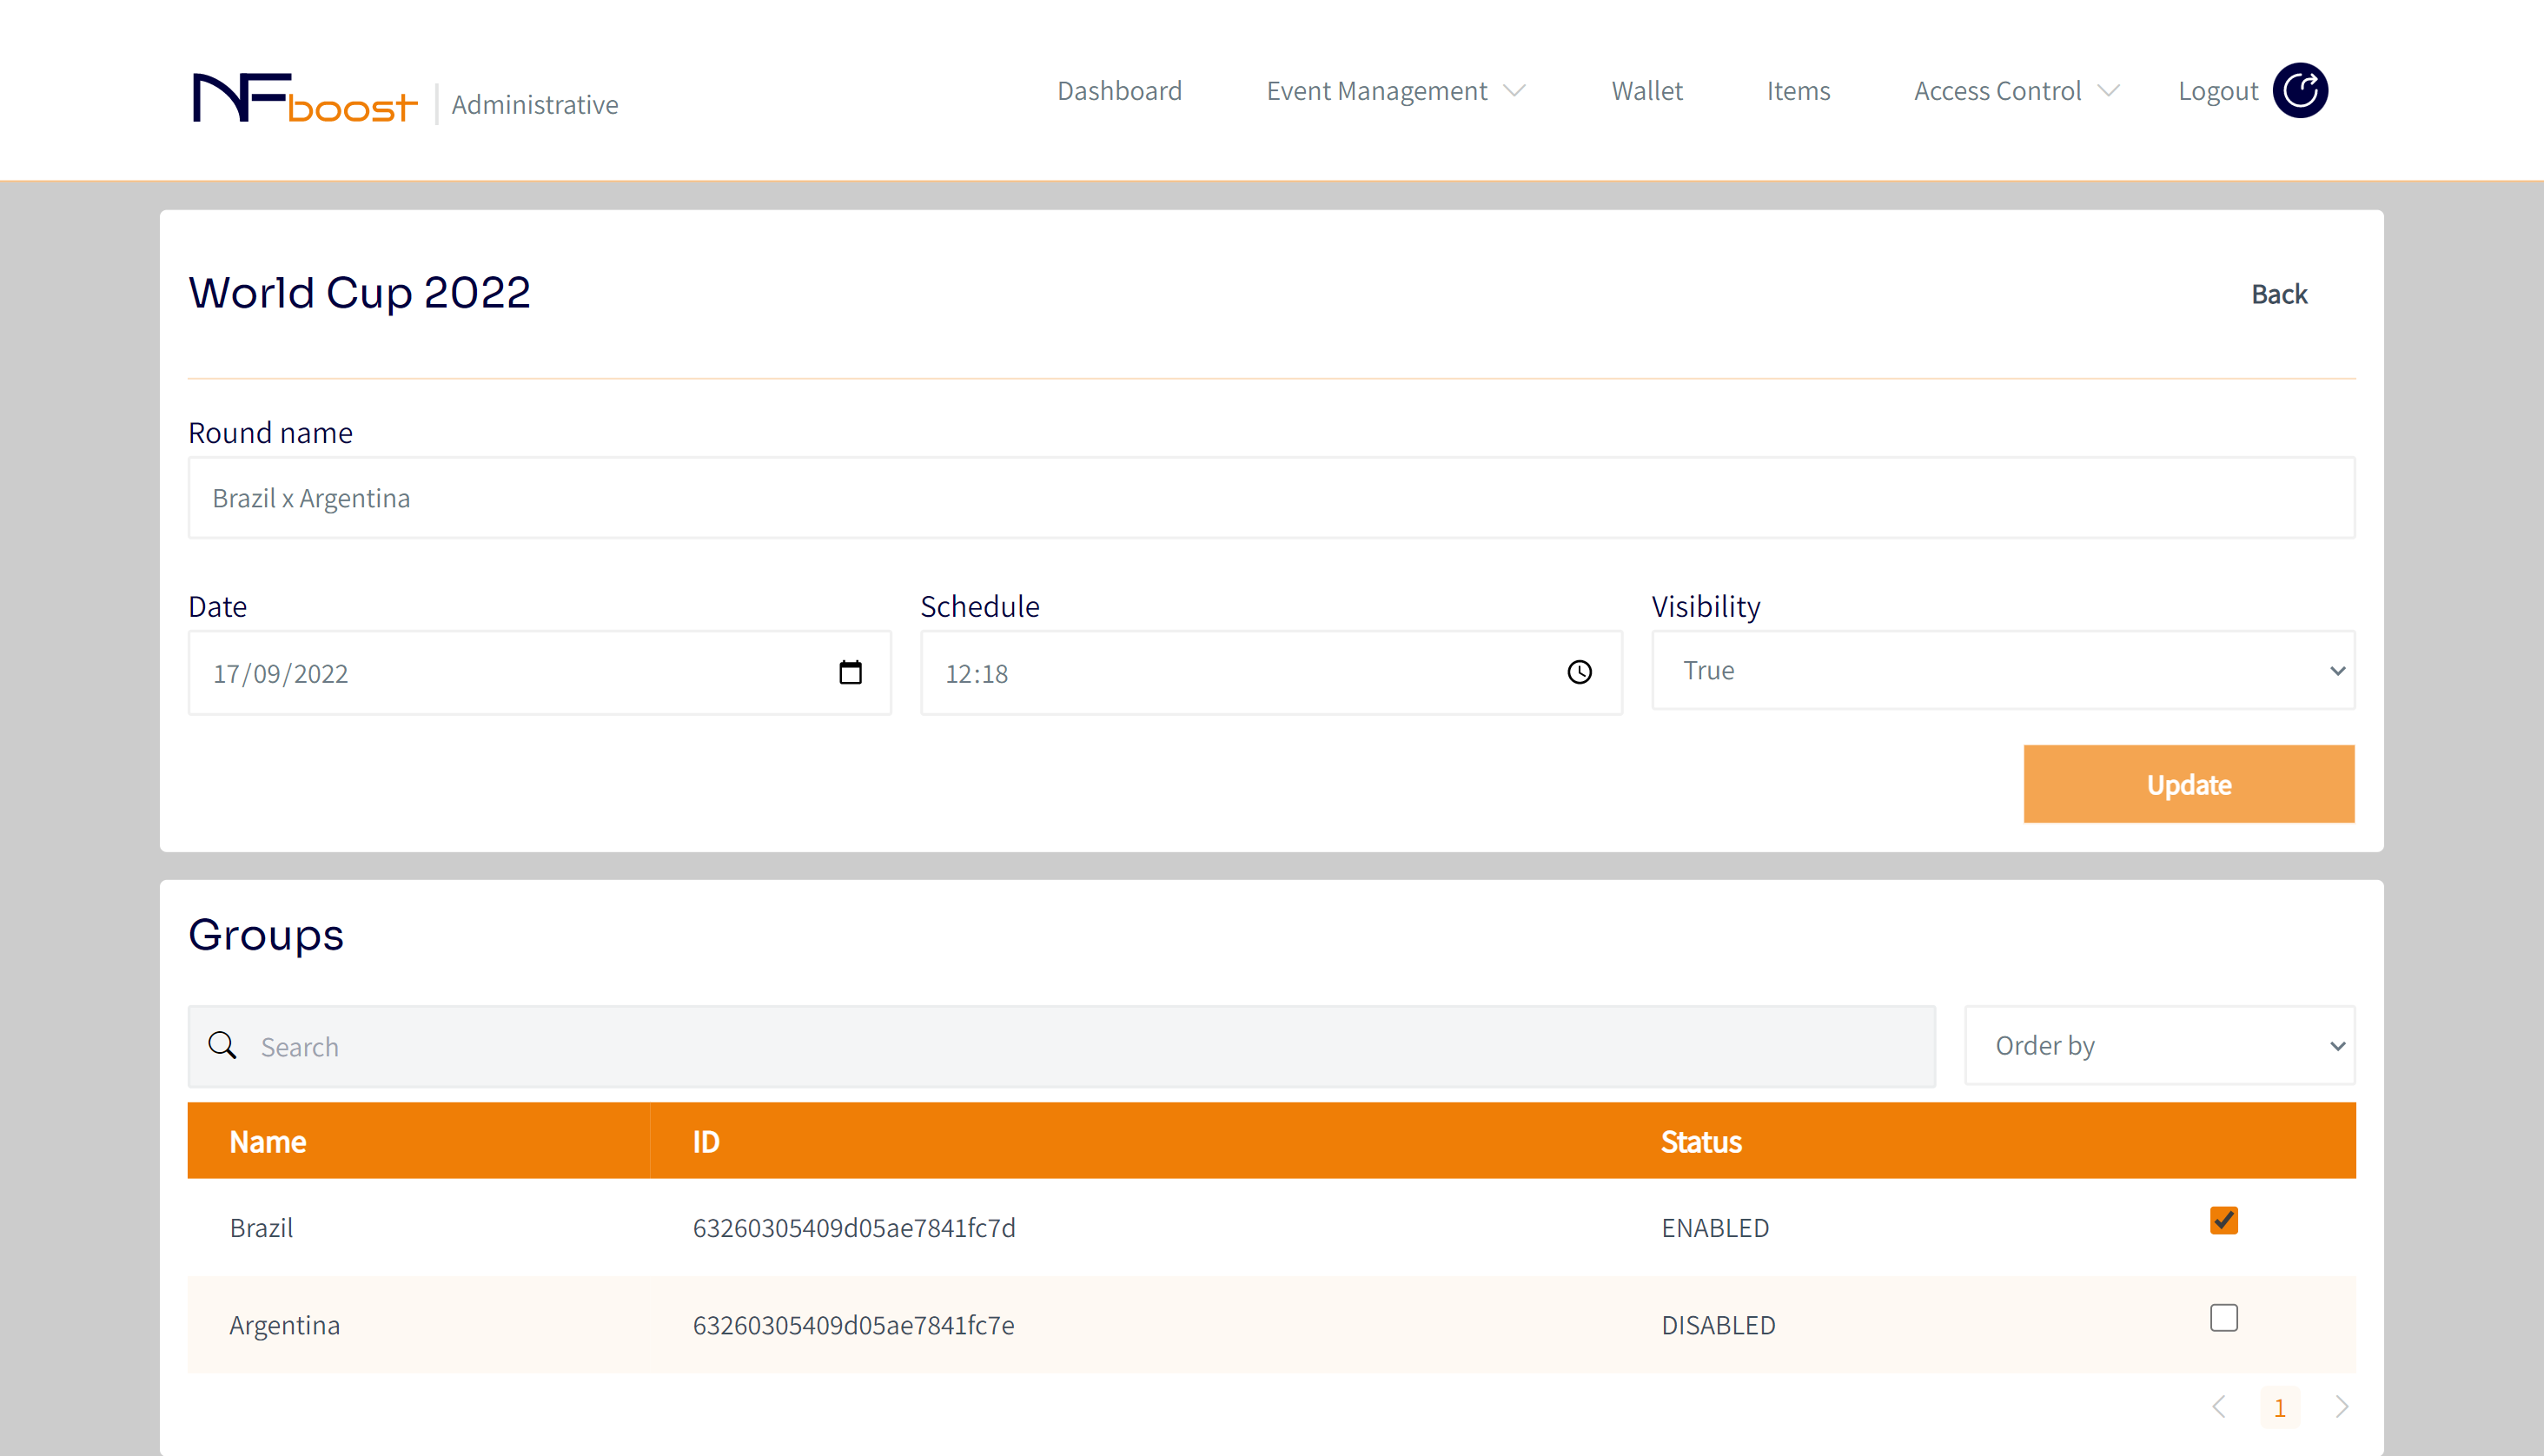 NFboost | Administrative
Dashboard Event Management Wallet Items Access Control Logout
World Cup 2022 Back
Round name
Brazil x Argentina
Date Schedule Visibility
17/09/2022 12:18 True
Update
Groups
Search Order by
Name ID Status
Brazil 63260305409d05ae7841fc7d ENABLED
Argentina 63260305409d05ae7841fc7e DISABLED
1